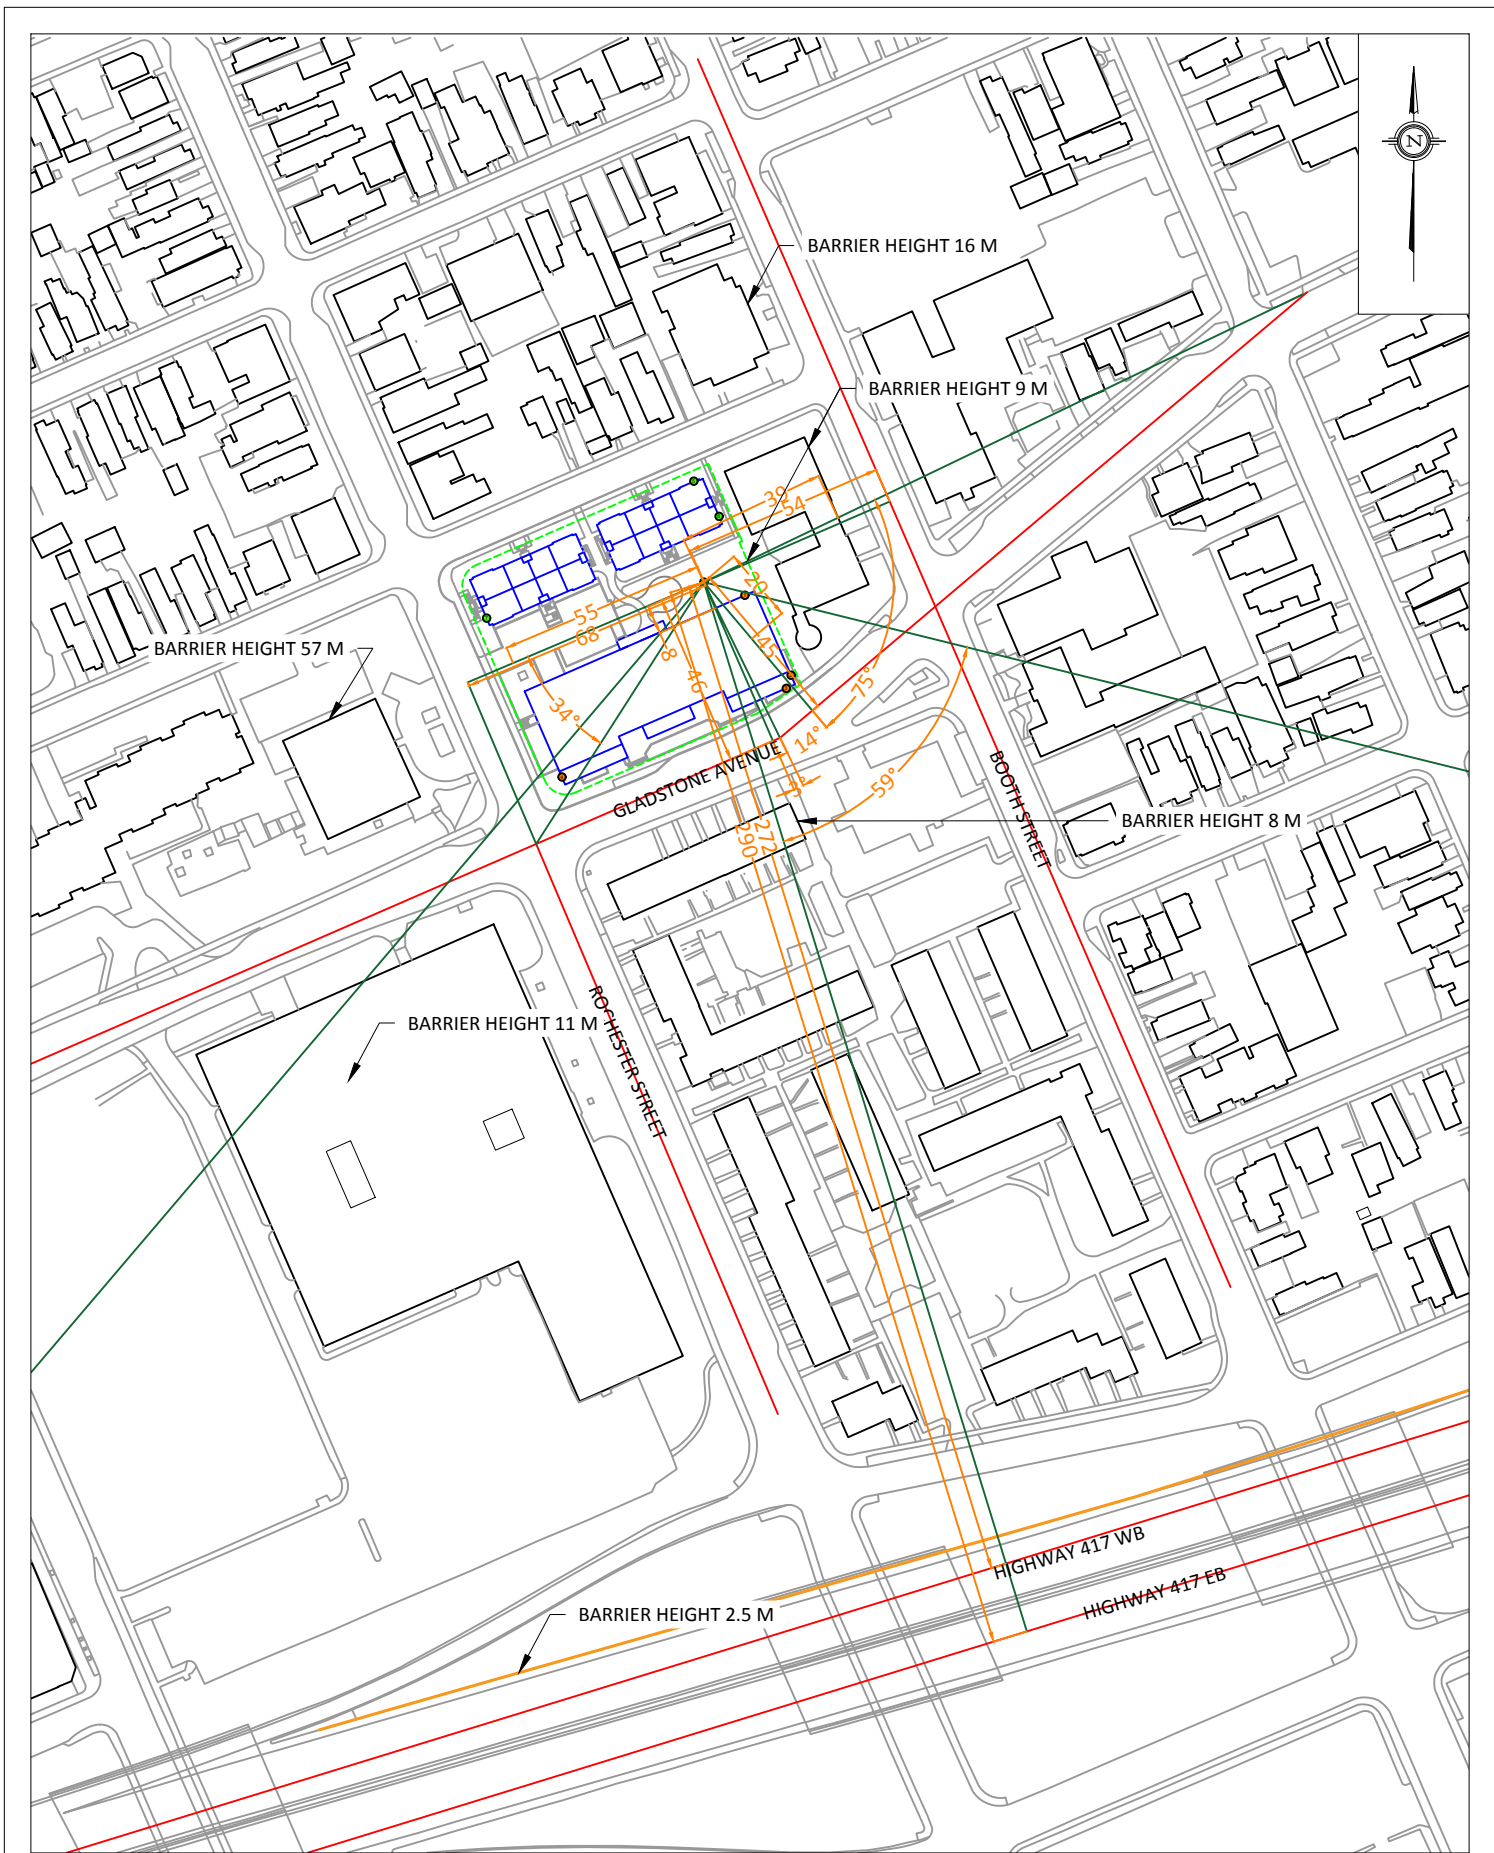 N
BARRIER HEIGHT 16 M
BARRIER HEIGHT 9 M
39
54
20
55
68
BARRIER HEIGHT 57 M
8
46
45
75°
34°
14°
GLADSTONE AVENUE
3°
59°
BOOTH STREET
BARRIER HEIGHT 8 M
272
290
ROCHESTER STREET
BARRIER HEIGHT 11 M
HIGHWAY 417 WB
HIGHWAY 417 EB
BARRIER HEIGHT 2.5 M